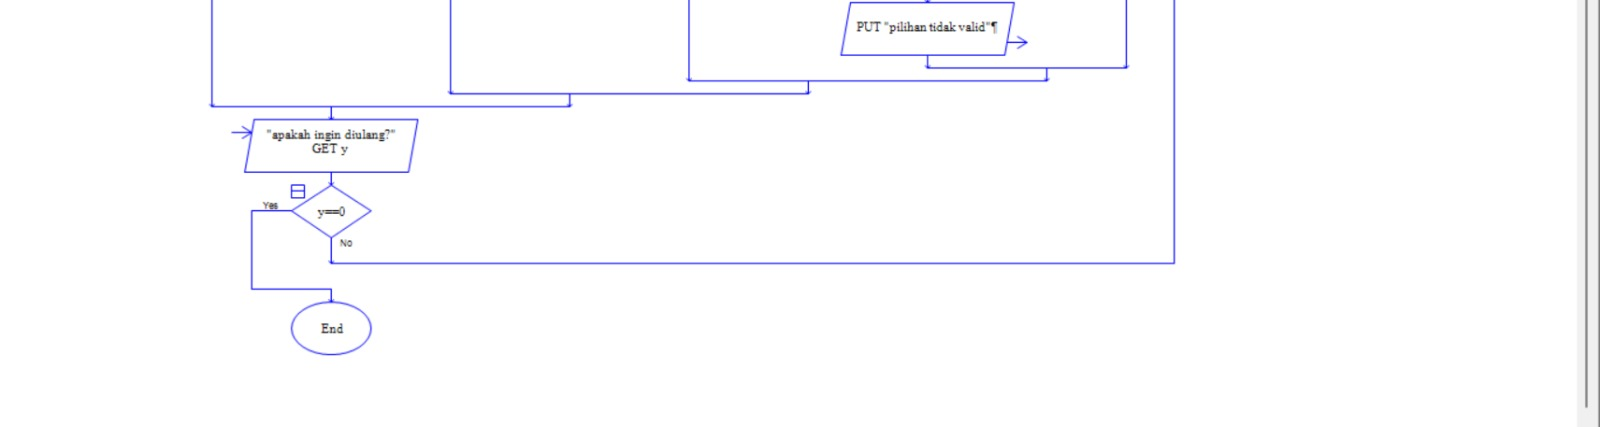 PUT "pilihan tidak valid"¶
"apakah ingin diulang?"
GET y
Yes
y==0
No
End